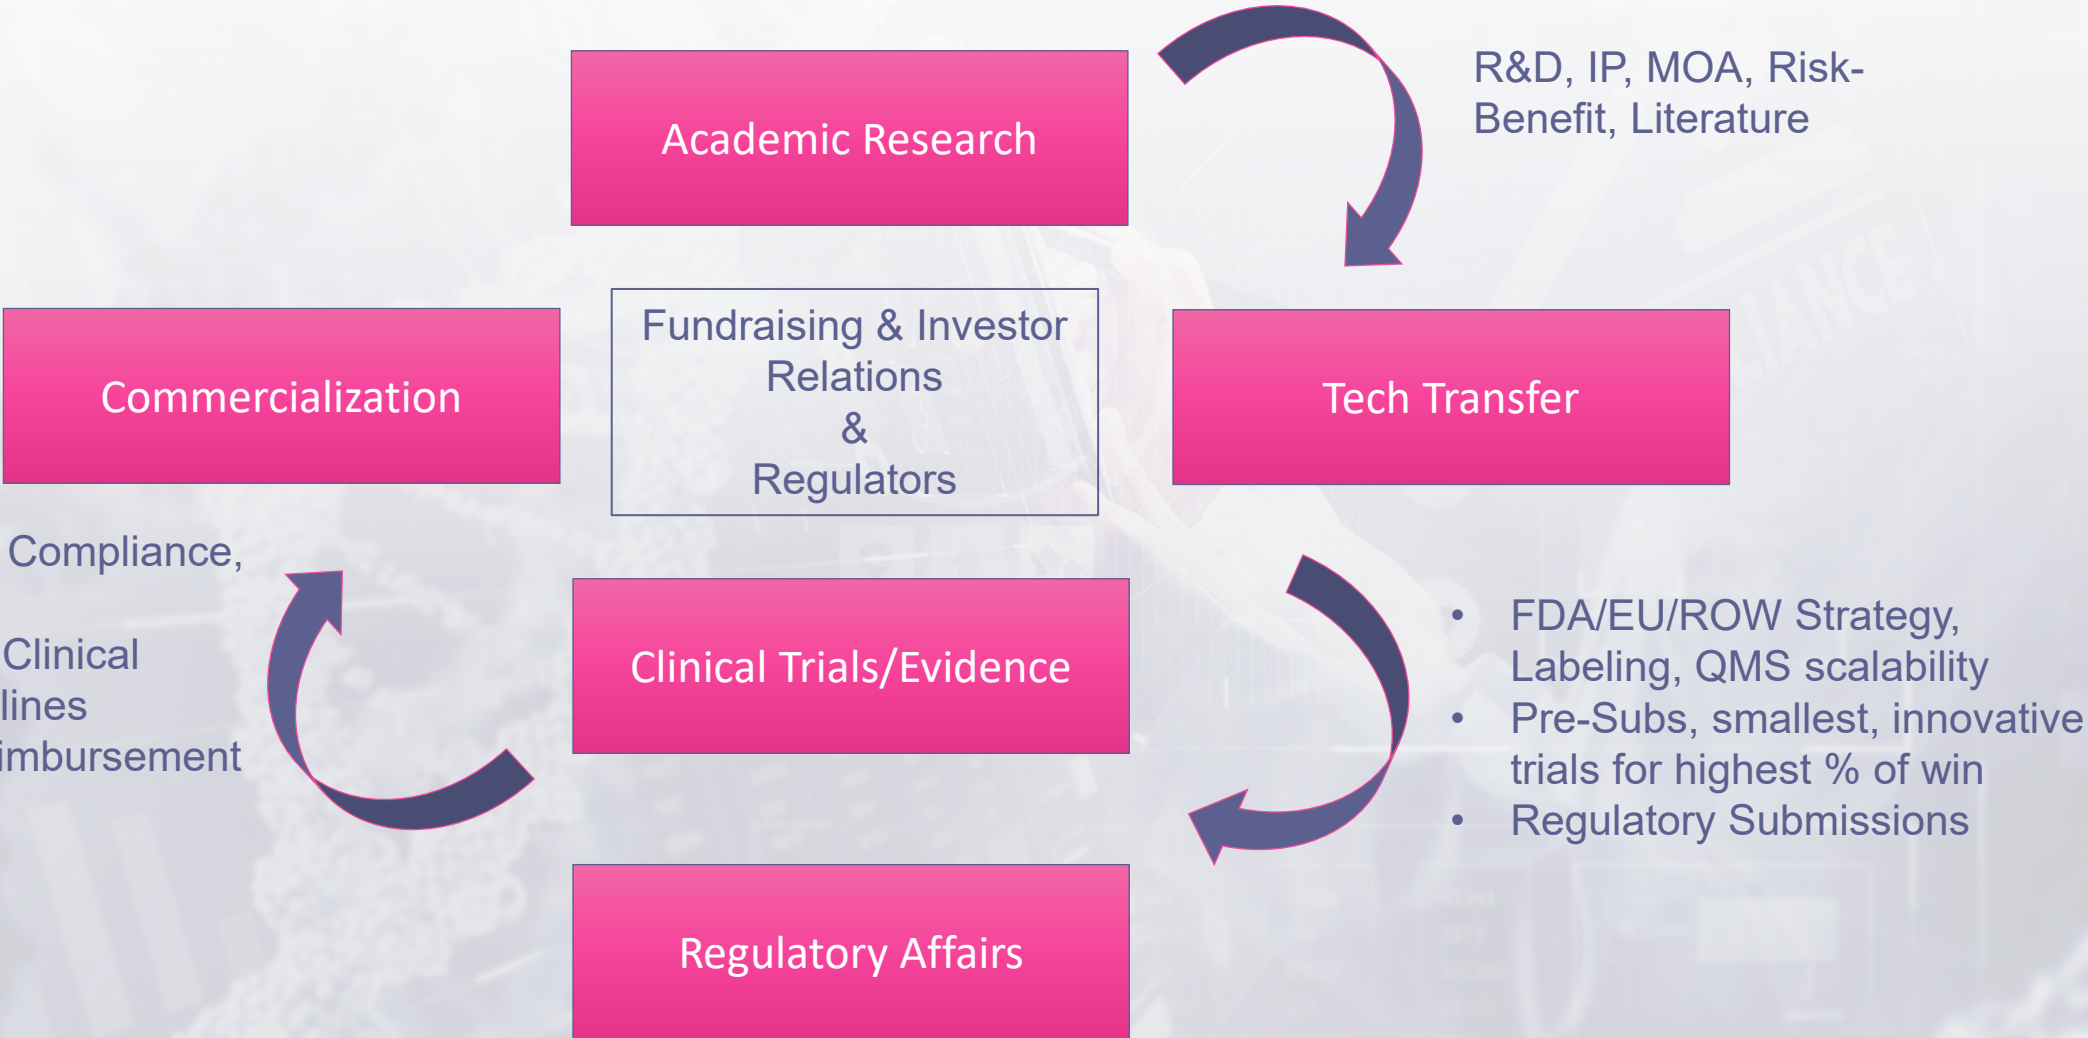 Academic Research
R&D, IP, MOA, Risk-
Benefit, Literature
Commercialization
Fundraising & Investor
Relations
&
Regulators
Tech Transfer
Compliance,
Clinical
lines
imbursement
Clinical Trials/Evidence
• FDA/EU/ROW Strategy,
Labeling, QMS scalability
• Pre-Subs, smallest, innovative
trials for highest % of win
• Regulatory Submissions
Regulatory Affairs
LIANCE